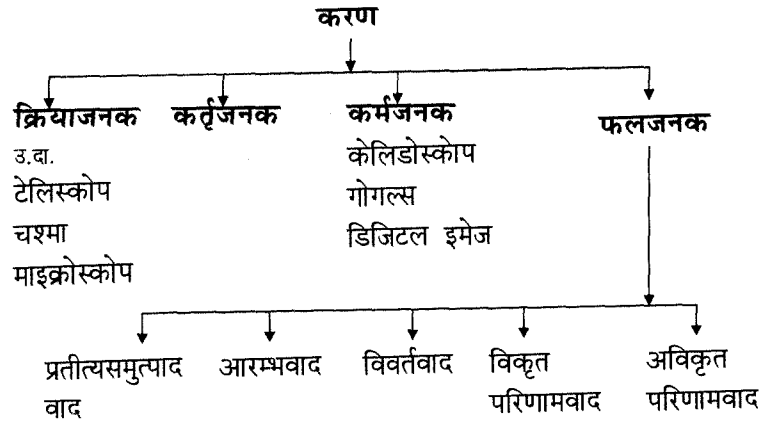 करण
क्रियाजनक कर्तृजनक कर्मजनक फलजनक
उ.दा.
टेलिस्कोप
चश्मा
माइक्रोस्कोप
केलिडोस्कोप
गोगल्स
डिजिटल इमेज
प्रतीत्यसमुत्पाद
वाद
आरम्भवाद
विवर्तवाद
विकृत
परिणामवाद
अविकृत
परिणामवाद